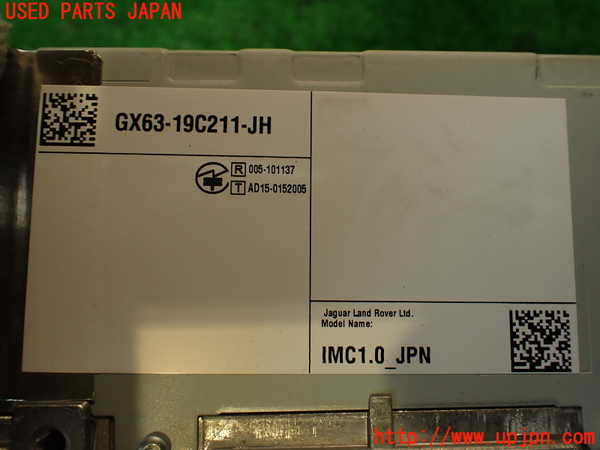 USED PARTS JAPAN
GX63-19C211-JH
R 005-101137
T AD15-0152005
Jaguar Land Rover Ltd.
Model Name:
IMC1.0_JPN
http://www.upjpn.com